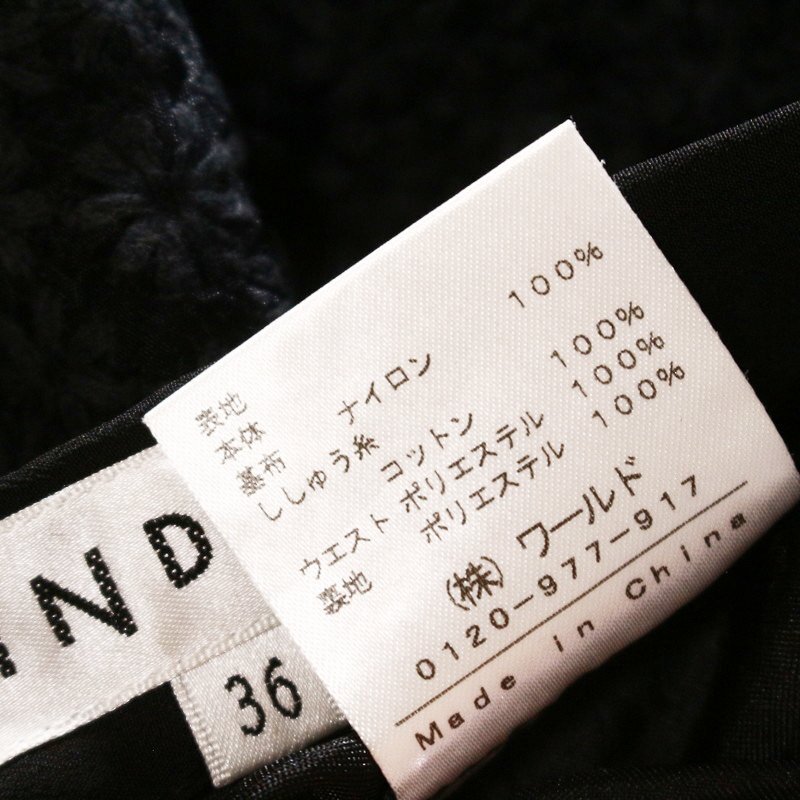 表地
本体
基布 ナイロン 100%
ししゅう糸
コットン 100%
ウエスト ポリエステル 100%
裏地 ポリエステル 100%
(株) ワールド
0120-977-917
Made in China
ND
36